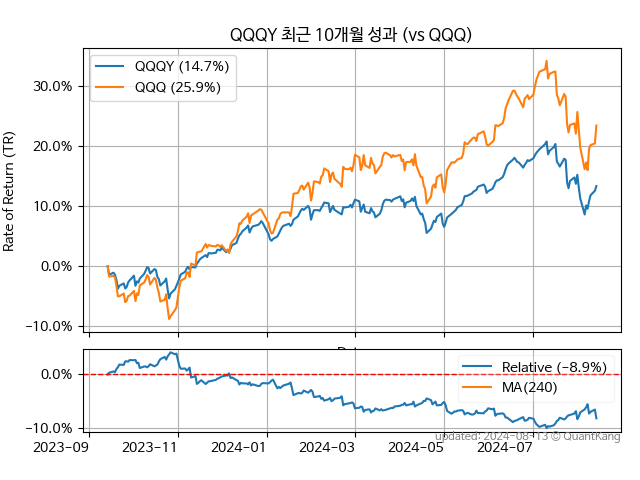 QQQY 최근 10개월 성과 (vs QQQ)
QQQY (14.7%)
QQQ (25.9%)
Rate of Return (TR)
30.0%
20.0%
10.0%
0.0%
−10.0%
Relative (−8.9%)
MA(240)
0.0%
−10.0%
2023−09
2023−11
2024−01
2024−03
2024−05
2024−07
updated: 2024−08−13 © QuantKang